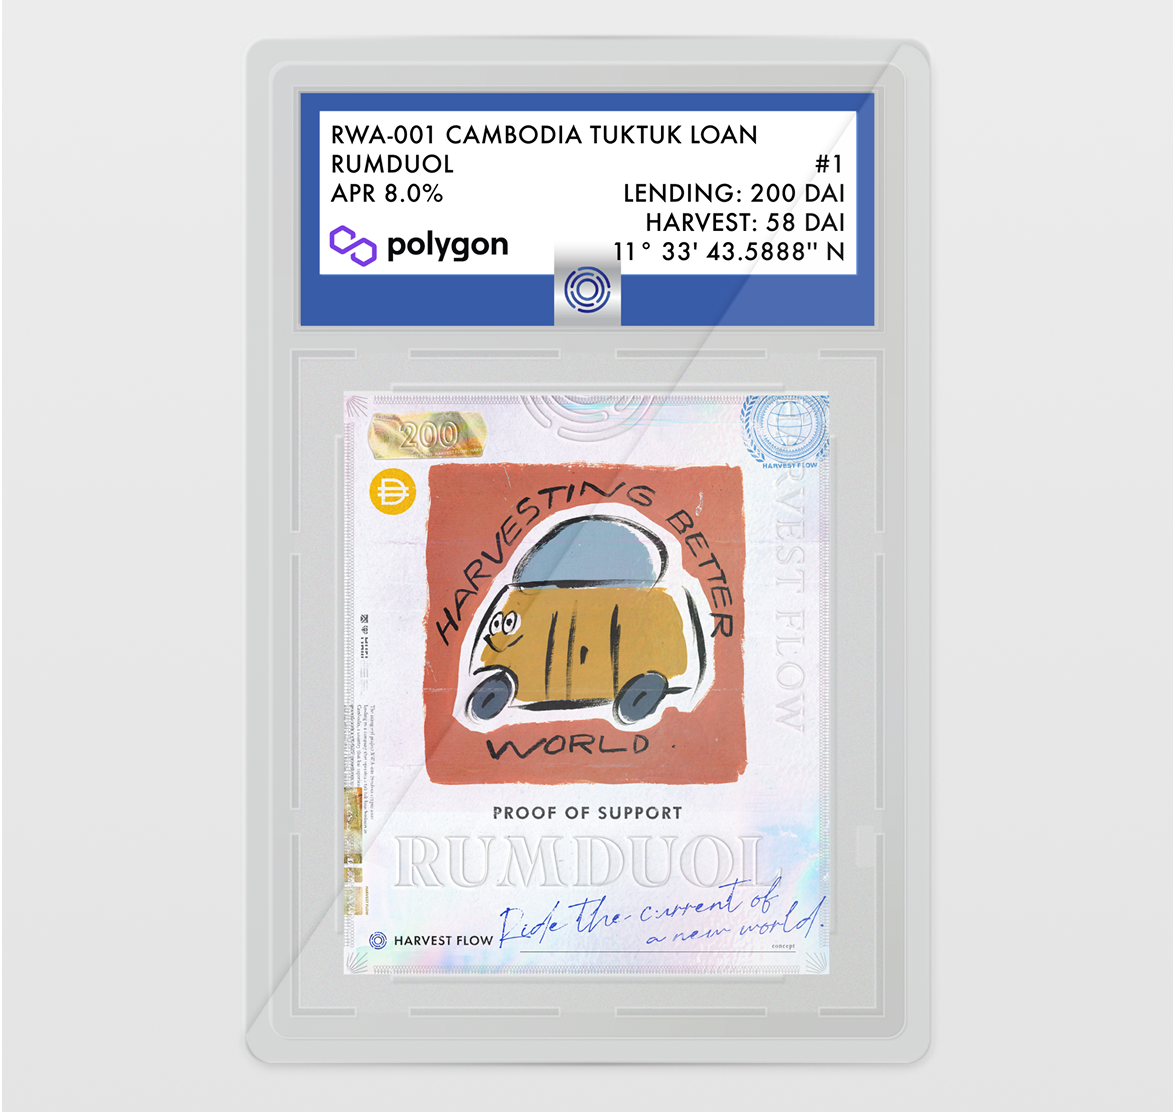 RWA-001 CAMBODIA TUKTUK LOAN
RUMDUOL #1
APR 8.0% LENDING: 200 DAI
HARVEST: 58 DAI
polygon 11° 33' 43.5888'' N
200
HARVEST FLOW
HARVEST FLOW
HARVESTING BETTER
WORLD.
PROOF OF SUPPORT
RUMDUOL
Ride the current of
a new world.
HARVEST FLOW
concept